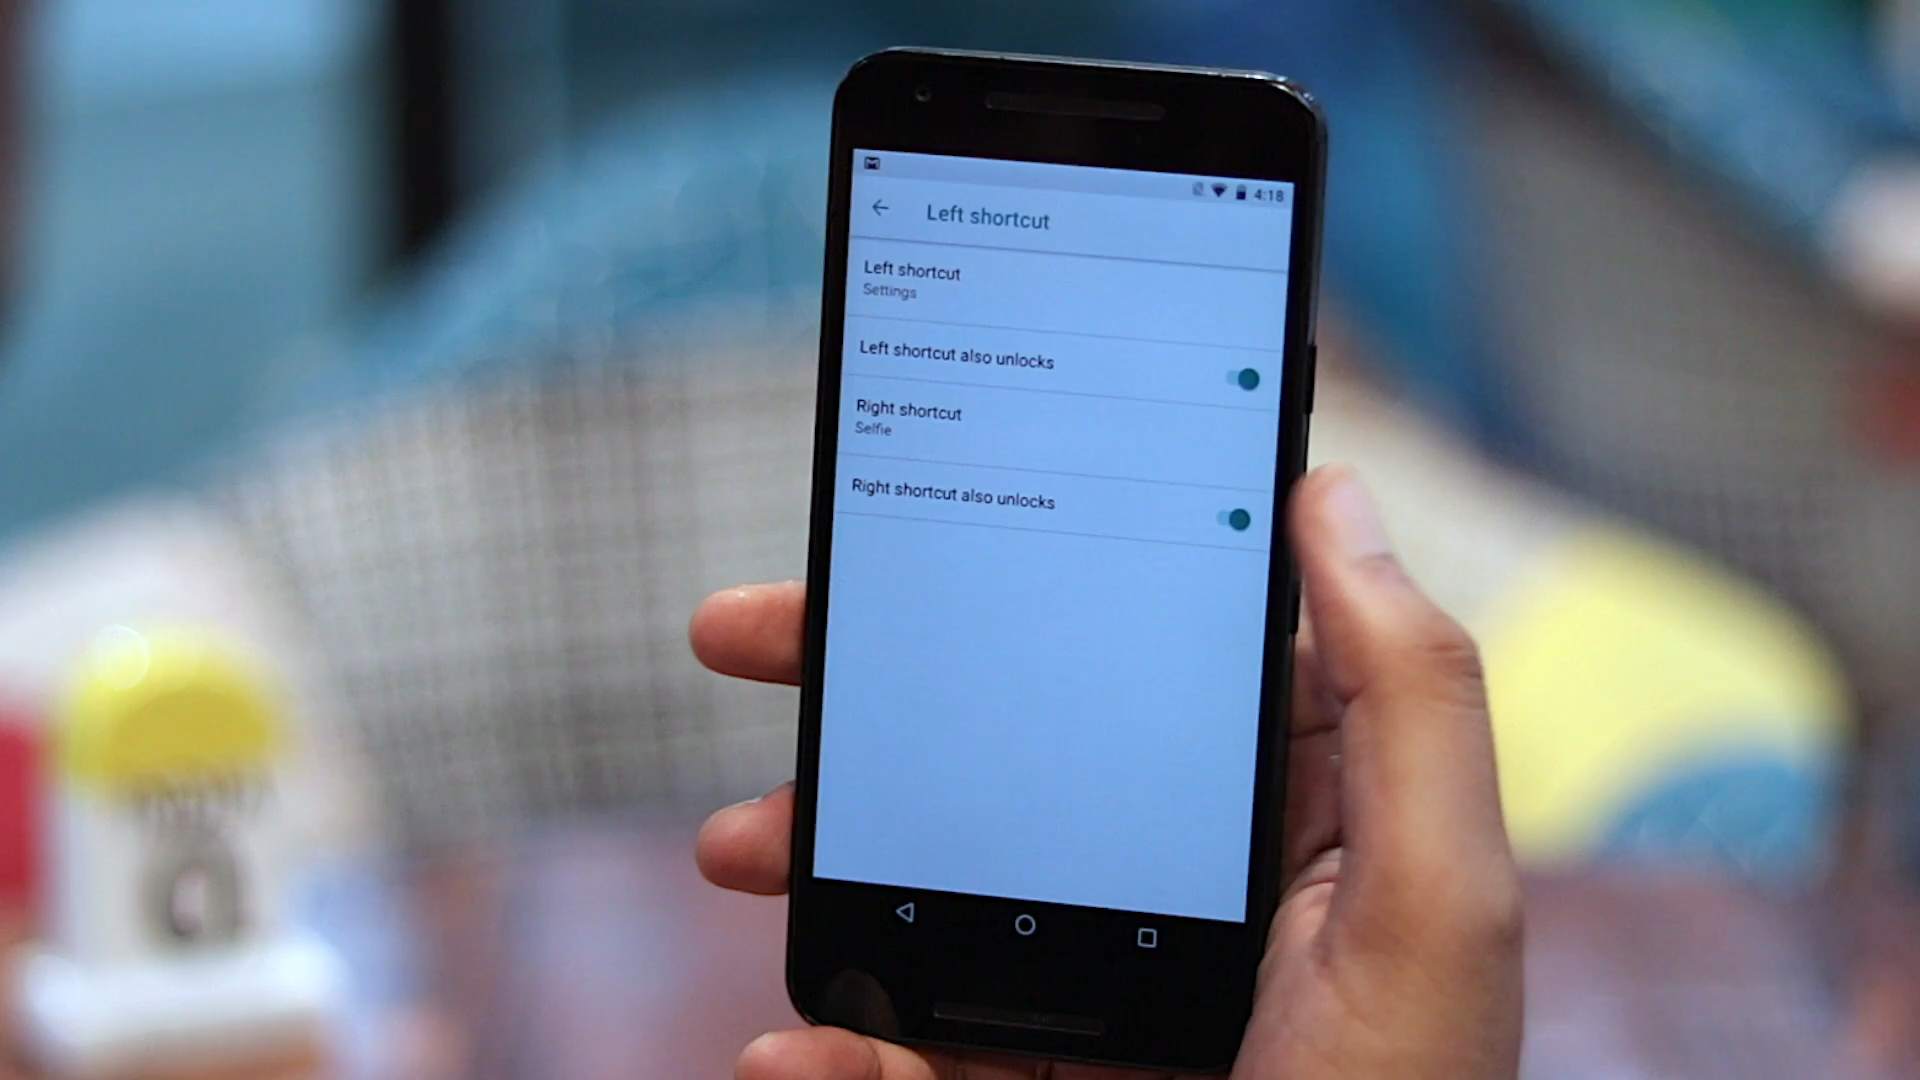 4:18
Left shortcut
Left shortcut
Settings
Left shortcut also unlocks
Right shortcut
Selfie
Right shortcut also unlocks